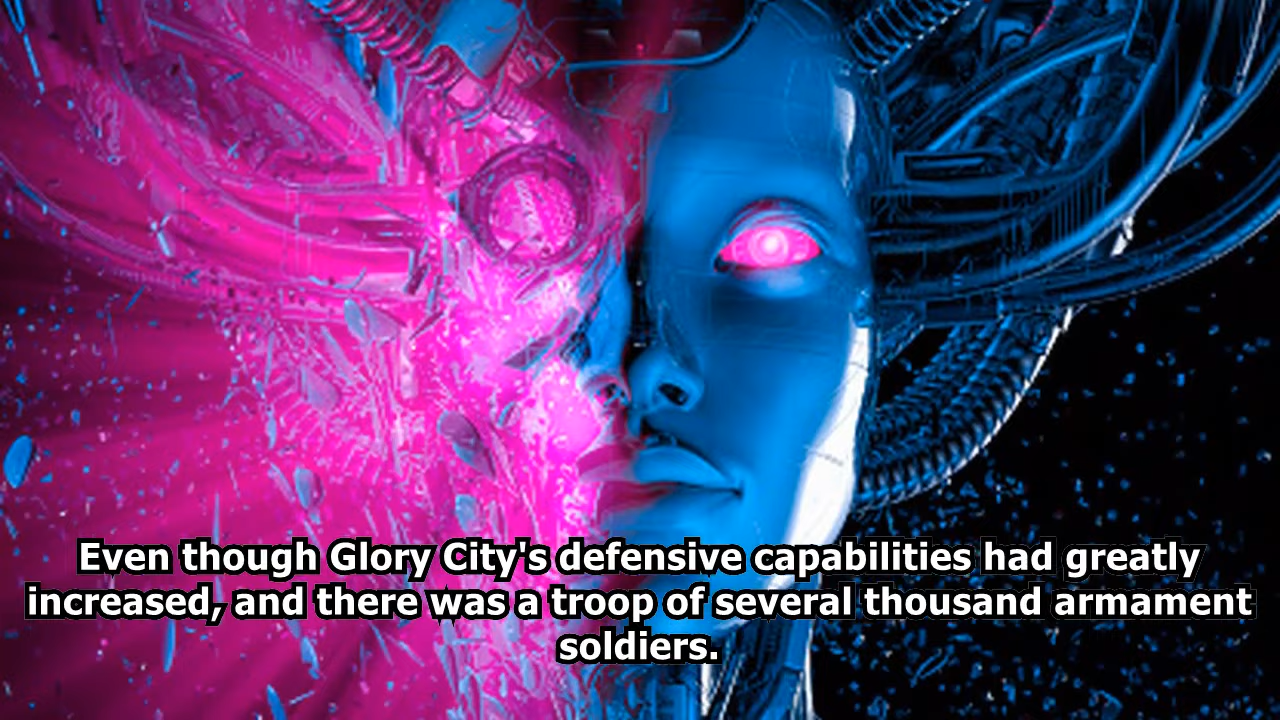 Even though Glory City's defensive capabilities had greatly
increased, and there was a troop of several thousand armament
soldiers.